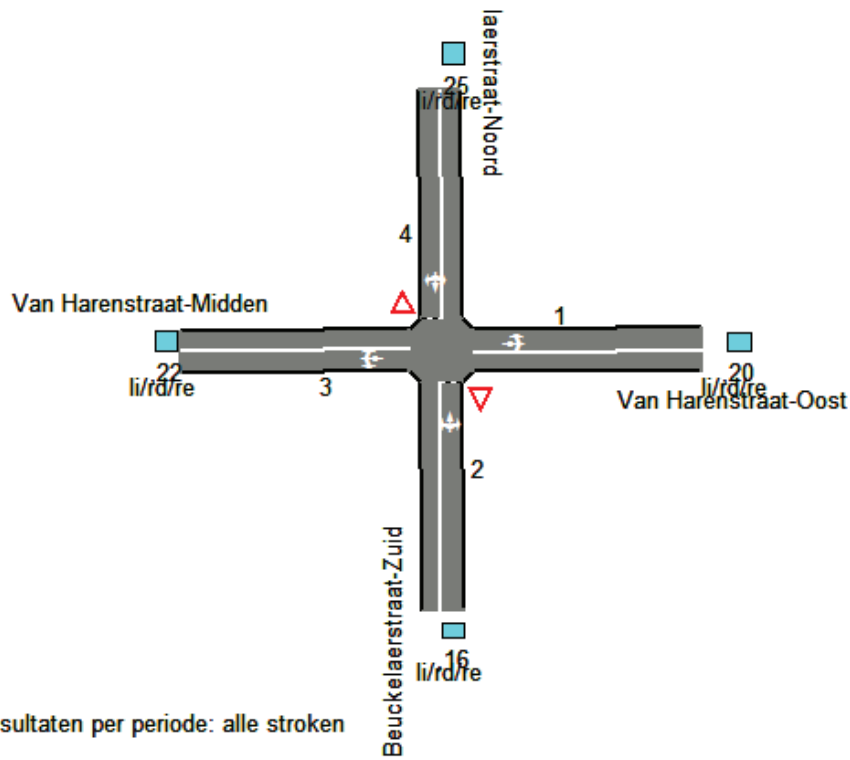 laerstraat-Noord
25
li/rd/re
4
Van Harenstraat-Midden
1
22
li/rd/re
3
20
li/rd/re
Van Harenstraat-Oost
2
Beuckelaerstraat-Zuid
.16
li/rd/re
sultaten per periode: alle stroken